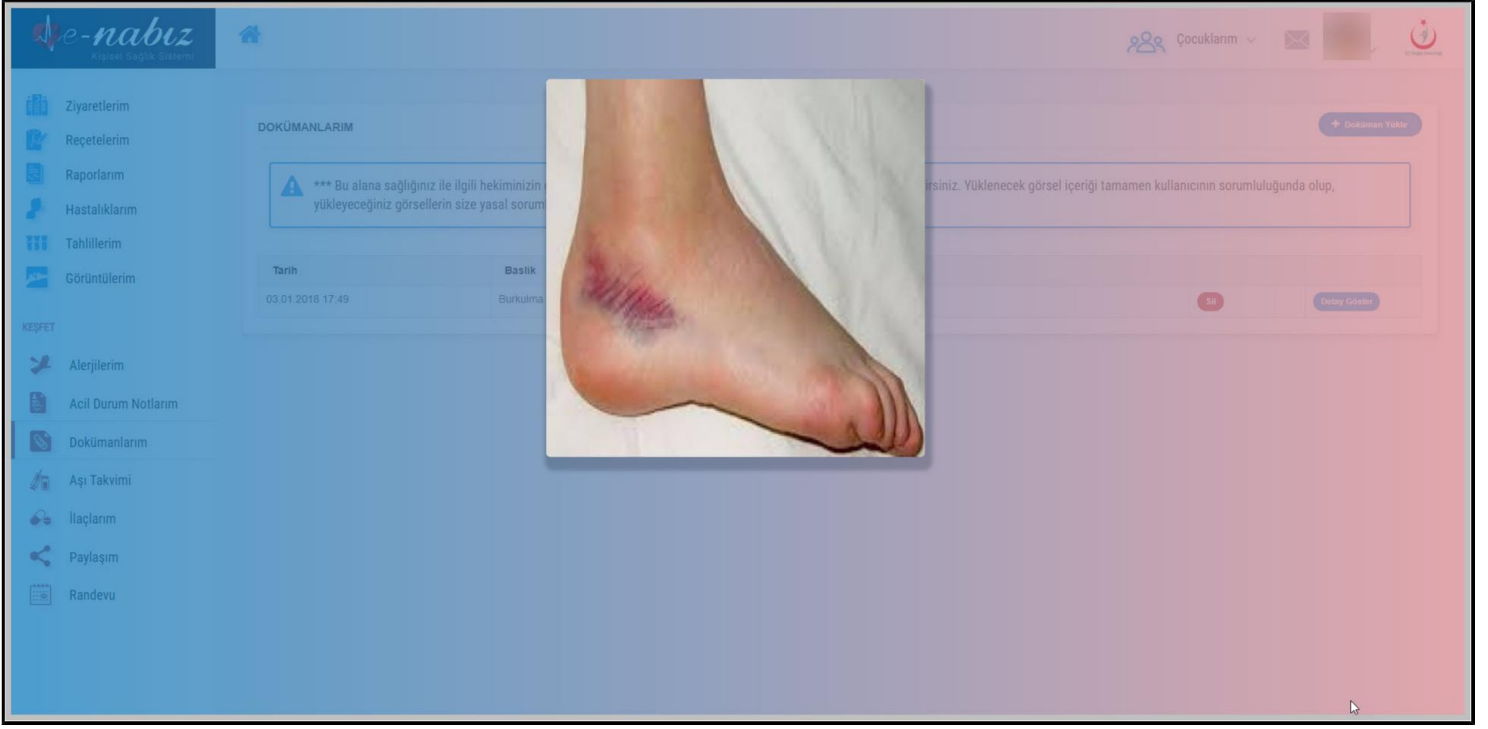 e-nabız
Kişisel Sağlık Sistemi
Çocuklarım
Ziyaretlerim
Reçetelerim
Raporlarım
Hastalıklarım
Tahlillerim
Görüntülerim
KEŞFET
Alerjilerim
Acil Durum Notlarım
Dokümanlarım
Aşı Takvimi
İlaçlarım
Paylaşım
Randevu
DOKÜMANLARIM
+ Doküman Yükle
*** Bu alana sağlığınız ile ilgili hekiminizin irsiniz. Yüklenecek görsel içeriği tamamen kullanıcının sorumluluğunda olup,
yükleyeceğiniz görsellerin size yasal sorum
Tarih Baslik
03.01.2018 17:49 Burkulma Sil Detay Göster